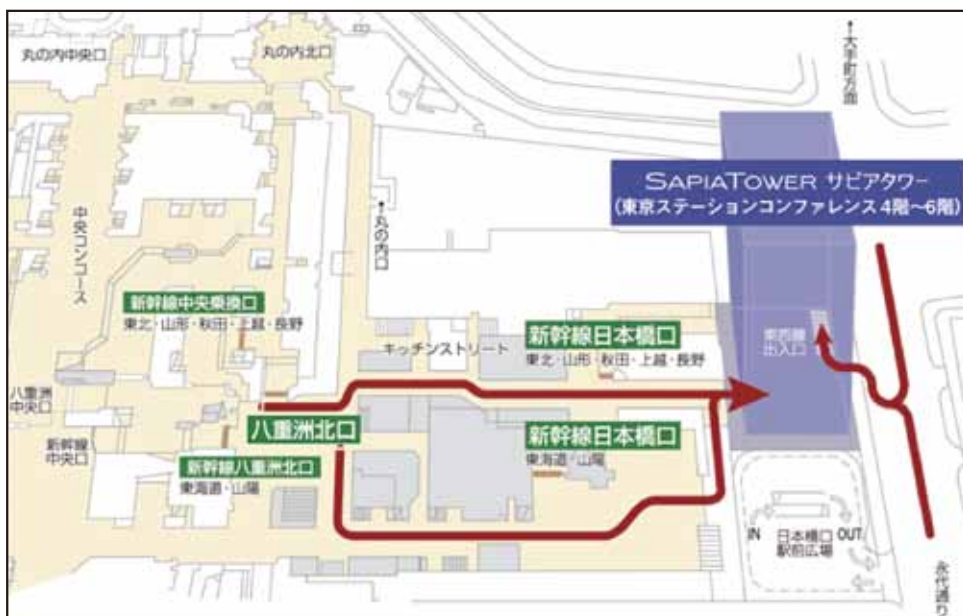 丸の内中央口
丸の内北口
↑大手町方面
SAPIATOWER サピアタワー
(東京ステーションコンファレンス 4階〜6階)
中央コンコース
↑丸の内口
新幹線中央乗換口
東北・山形・秋田・上越・長野
キッチンストリート
新幹線日本橋口
東北・山形・秋田・上越・長野
東西線
出入口
八重洲
中央口
新幹線
中央口
八重洲北口
新幹線八重洲北口
東海道・山陽
新幹線日本橋口
東海道・山陽
IN
日本橋口
駅前広場
OUT
永代通り